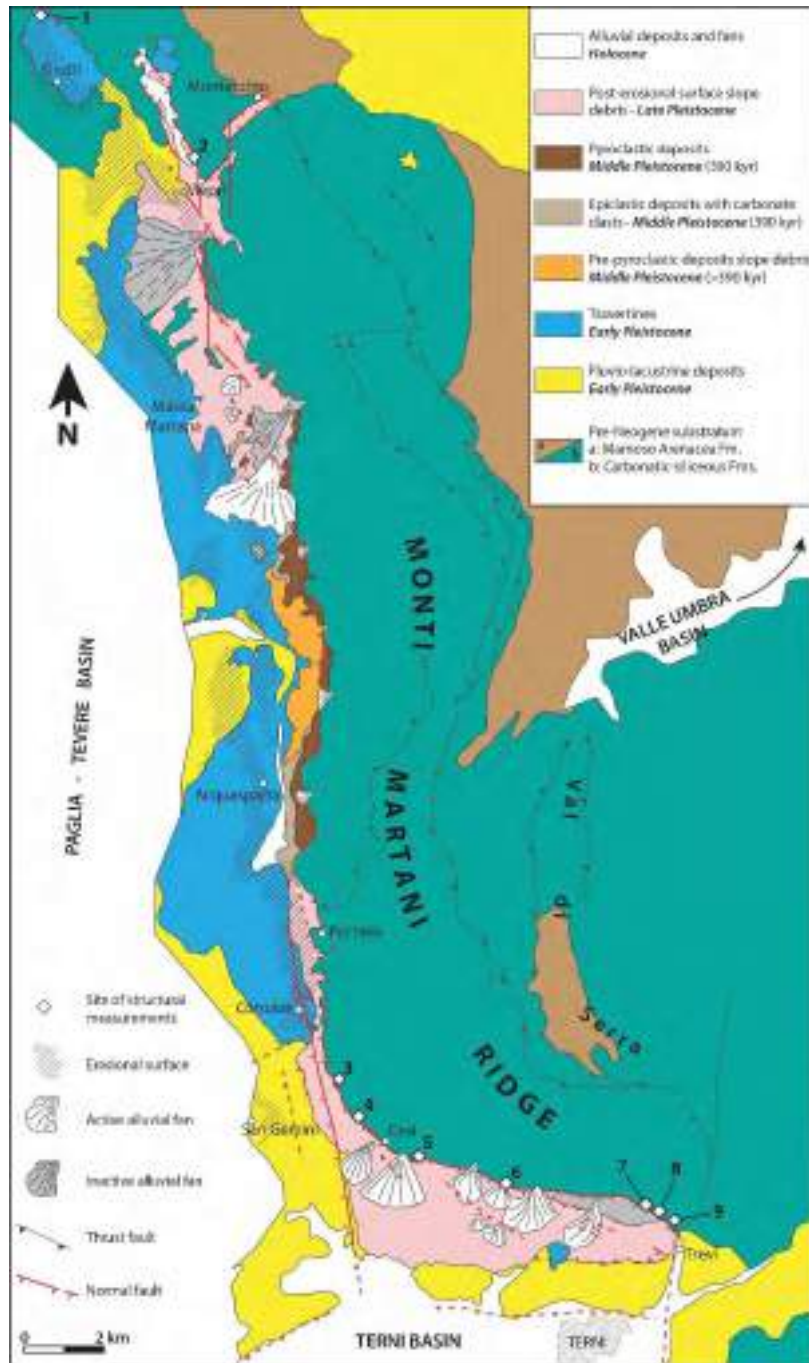 1
Alluvial deposits and fans
Holocene
Montecchio
Post-erosional surface slope
debris - Late Pleistocene
2
Pyroclastic deposits
Middle Pleistocene (390 kyr)
Epiclastic deposits with carbonate
clasts - Middle Pleistocene (390 kyr)
Pre-pyroclastic deposits slope debris
Middle Pleistocene (>390 kyr)
Travertines
Early Pleistocene
Pluvio-lacustrine deposits
Early Pleistocene
Pre-Neogene substratum
a: Marnoso Arenacea Fm.
b: Carbonatic-siliceous Fms.
N
Massa
Martana
MONTI
MARTANI
RIDGE
VALLE UMBRA
BASIN
PAGLIA - TEVERE BASIN
Acquasparta
Val
di
Serra
Portaria
Site of structural
measurements
Erosional surface
Active alluvial fan
Inactive alluvial fan
Thrust fault
Normal fault
San Gemini
3
4
Cesi
5
6
7
8
9
Trevi
0
2 km
TERNI BASIN
TERNI